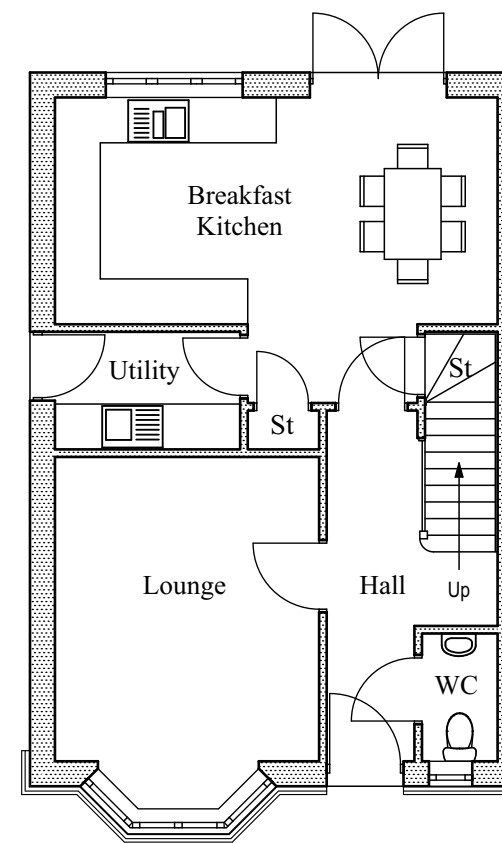 Breakfast
Kitchen
Utility
St
St
Lounge
Hall
Up
WC